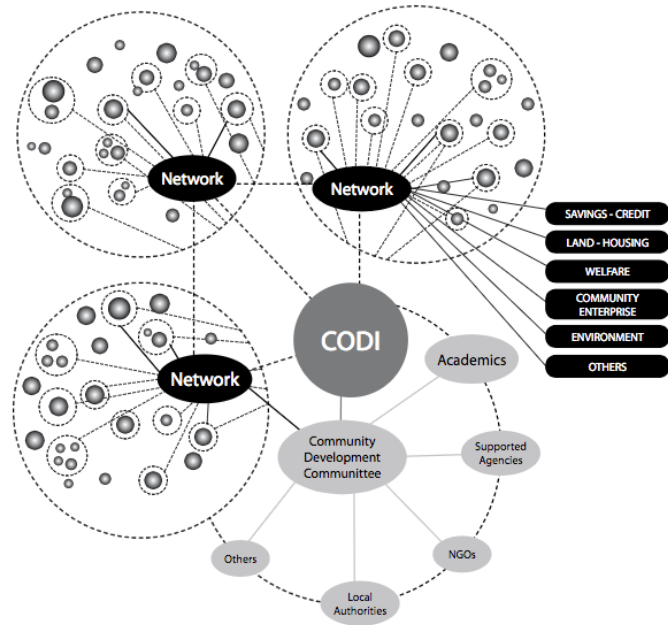 Network
Network
SAVINGS - CREDIT
LAND - HOUSING
WELFARE
COMMUNITY
ENTERPRISE
ENVIRONMENT
OTHERS
CODI
Academics
Network
Community
Development
Communittee
Supported
Agencies
Others
NGOs
Local
Authorities